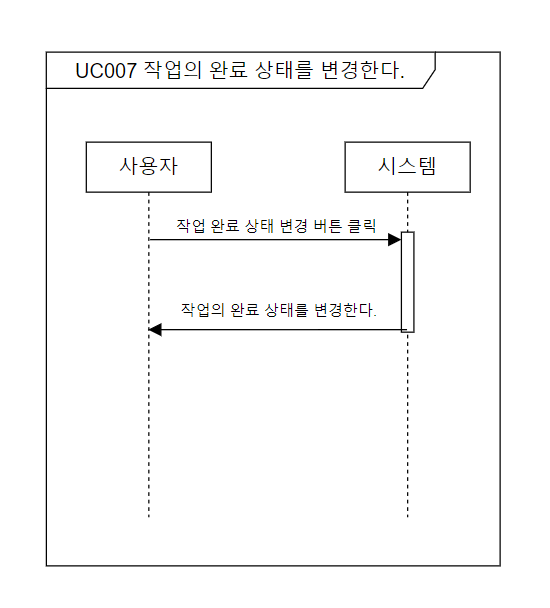 UC007 작업의 완료 상태를 변경한다.
사용자
시스템
작업 완료 상태 변경 버튼 클릭
작업의 완료 상태를 변경한다.